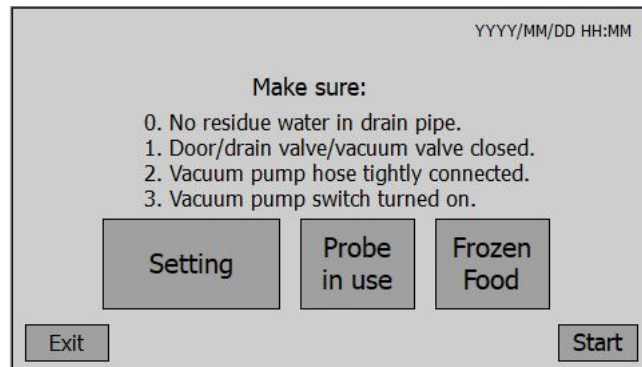 YYYY/MM/DD HH:MM
Make sure:
0. No residue water in drain pipe.
1. Door/drain valve/vacuum valve closed.
2. Vacuum pump hose tightly connected.
3. Vacuum pump switch turned on.
Setting
Probe
in use
Frozen
Food
Exit
Start